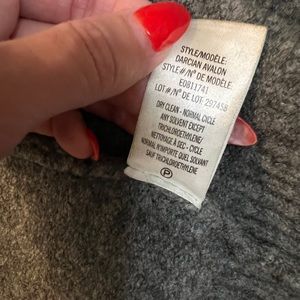 STYLE/MODÈLE:
DARCIAN AVALON
STYLE#/N° DE MODÈLE:
E0811741
LOT#/N° DE LOT: 297458
DRY CLEAN - NORMAL CYCLE
ANY SOLVENT EXCEPT
TRICHLOROETHYLENE/
NETTOYAGE À SEC - CYCLE
NORMAL N'IMPORTE QUEL SOLVANT
SAUF TRICHLOROETHYLENE
P